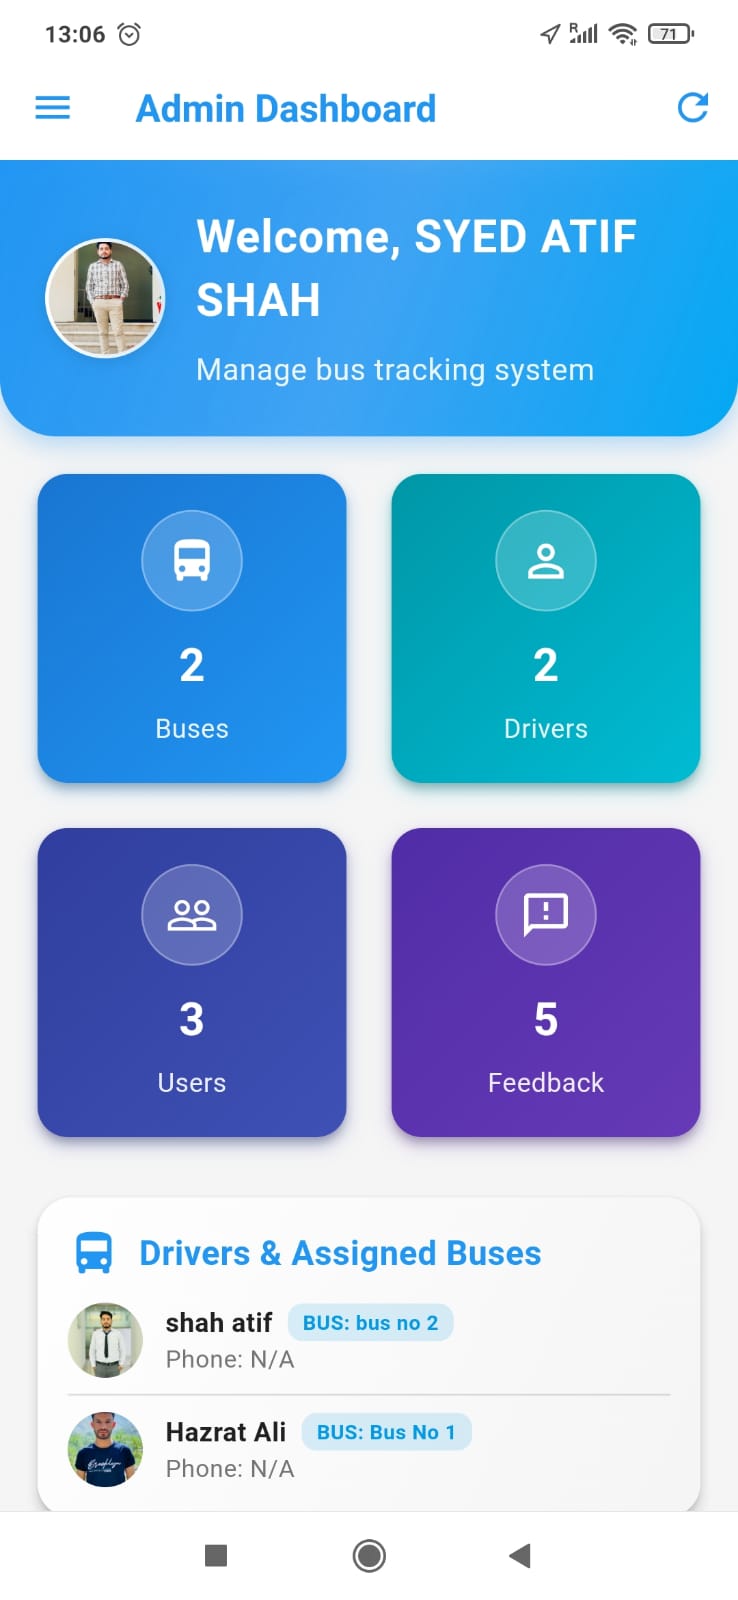 13:06
R
71
Admin Dashboard
Welcome, SYED ATIF
SHAH
Manage bus tracking system
2
Buses
2
Drivers
3
Users
5
Feedback
Drivers & Assigned Buses
shah atif BUS: bus no 2
Phone: N/A
Hazrat Ali BUS: Bus No 1
Phone: N/A
Brooklyn